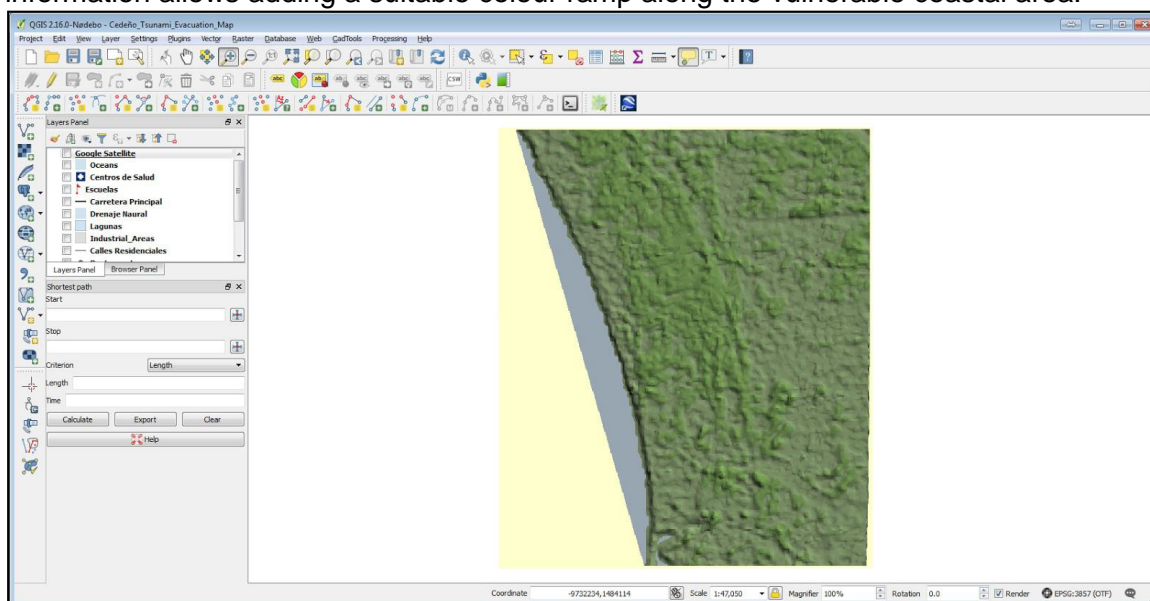 information allows adding a suitable colour ramp along the vulnerable coastal area.
QGIS 2.16.0-Nødebo - Cedeño_Tsunami_Evacuation_Map
Project Edit View Layer Settings Plugins Vector Raster Database Web CadTools Processing Help
CSW
Layers Panel
Google Satellite
Oceans
Centros de Salud
Escuelas
Carretera Principal
Drenaje Naural
Lagunas
Industrial_Areas
Calles Residenciales
Layers Panel Browser Panel
Shortest path
Start
Stop
Criterion Length
Length
Time
Calculate Export Clear
Help
Coordinate -9732234,1484114 Scale 1:47,050 Magnifier 100% Rotation 0.0 Render EPSG:3857 (OTF)